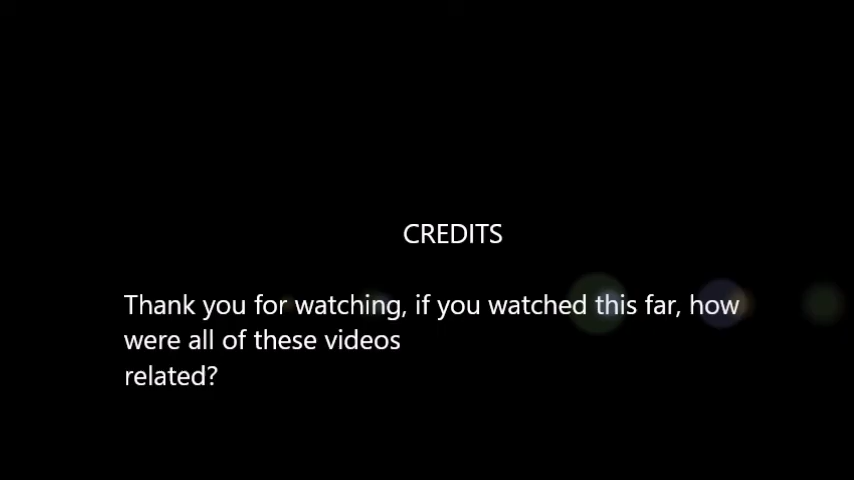 CREDITS
Thank you for watching, if you watched this far, how
were all of these videos
related?